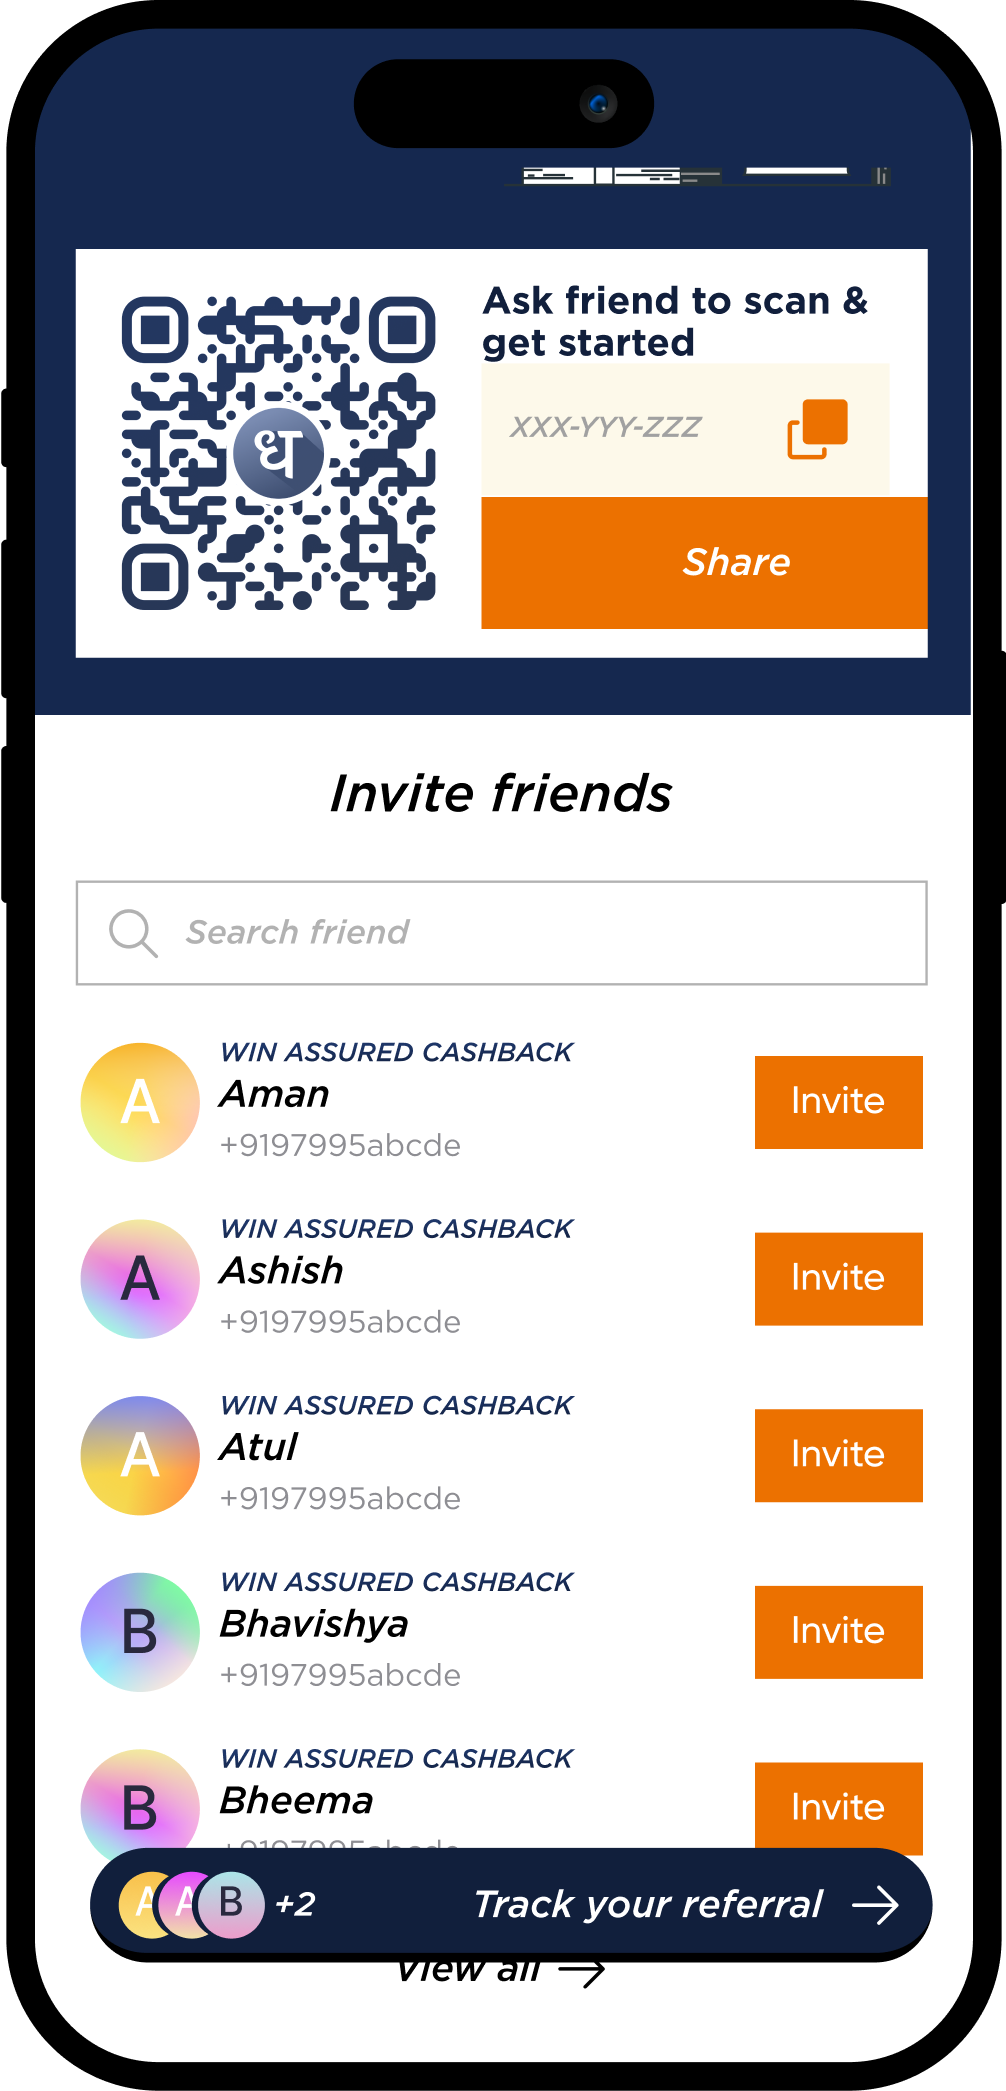 Ask friend to scan &
get started
XXX-YYY-ZZZ
Share
ध
Invite friends
Search friend
A
WIN ASSURED CASHBACK
Aman
+9197995abcde
Invite
A
WIN ASSURED CASHBACK
Ashish
+9197995abcde
Invite
A
WIN ASSURED CASHBACK
Atul
+9197995abcde
Invite
B
WIN ASSURED CASHBACK
Bhavishya
+9197995abcde
Invite
B
WIN ASSURED CASHBACK
Bheema
+9197995abcde
Invite
A A B +2 Track your referral
View all